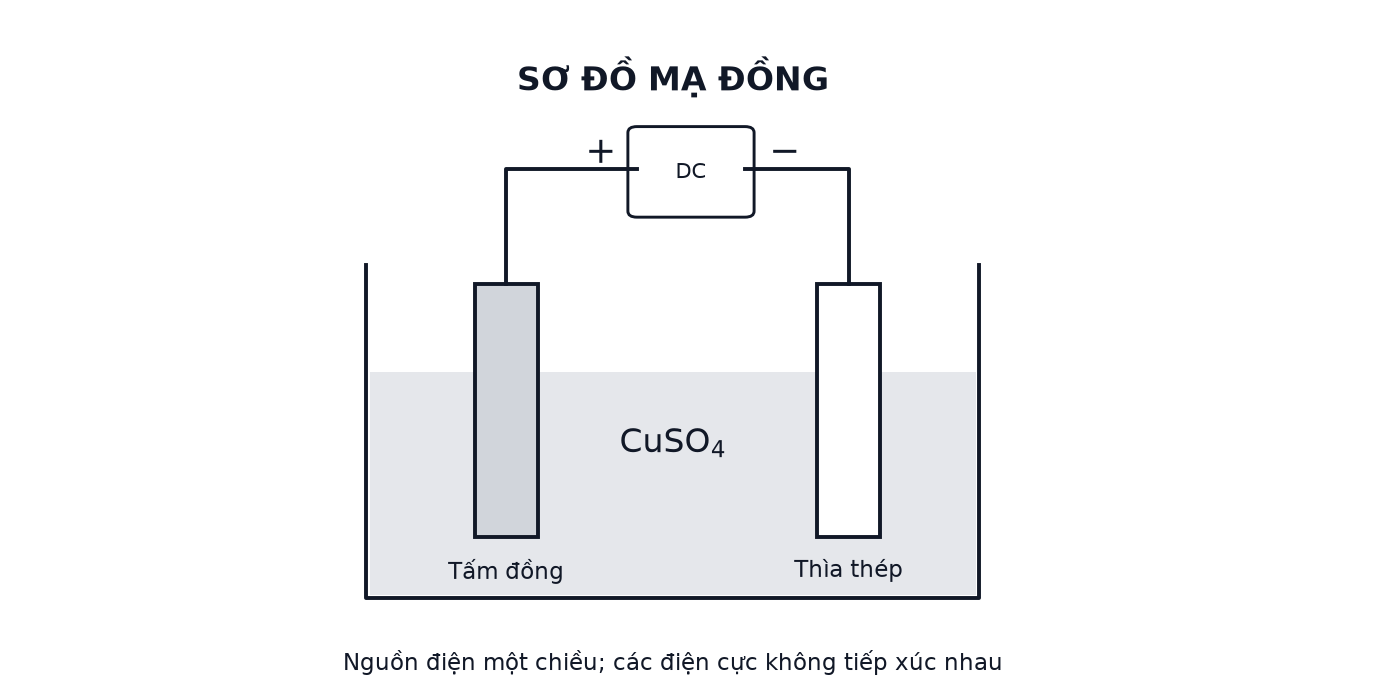 SƠ ĐỒ MẠ ĐỒNG
+ DC −
CuSO₄
Tấm đồng Thìa thép
Nguồn điện một chiều; các điện cực không tiếp xúc nhau